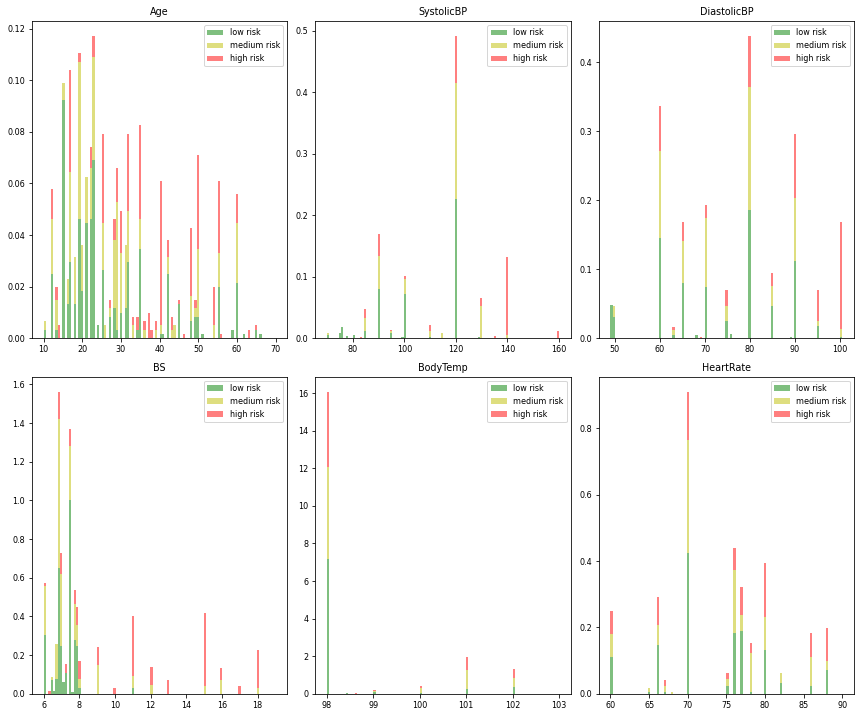 Age
0.12
0.10
0.08
0.06
0.04
0.02
0.00
10 20 30 40 50 60 70
low risk
medium risk
high risk
SystolicBP
0.5
0.4
0.3
0.2
0.1
0.0
80 100 120 140 160
low risk
medium risk
high risk
DiastolicBP
0.4
0.3
0.2
0.1
0.0
50 60 70 80 90 100
low risk
medium risk
high risk
BS
1.6
1.4
1.2
1.0
0.8
0.6
0.4
0.2
0.0
6 8 10 12 14 16 18
low risk
medium risk
high risk
BodyTemp
16
14
12
10
8
6
4
2
0
98 99 100 101 102 103
low risk
medium risk
high risk
HeartRate
0.8
0.6
0.4
0.2
0.0
60 65 70 75 80 85 90
low risk
medium risk
high risk